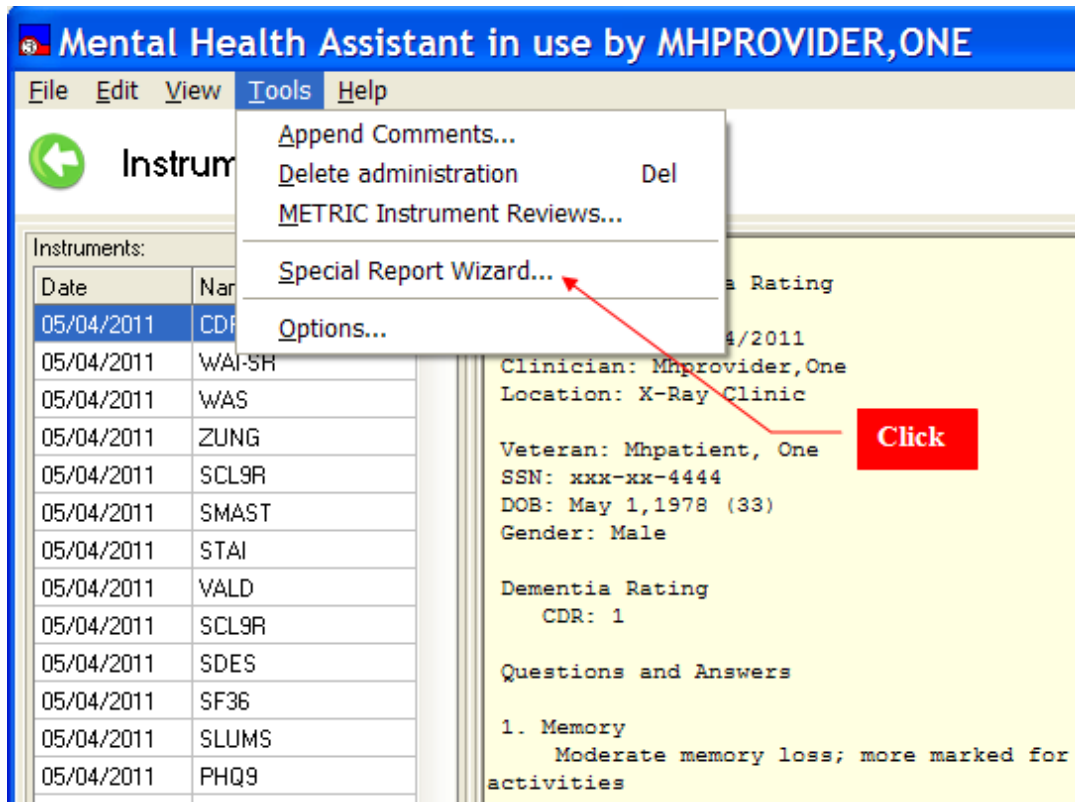 Mental Health Assistant in use by MHPROVIDER,ONE
File Edit View Tools Help
Append Comments...
Delete administration Del
METRIC Instrument Reviews...
Special Report Wizard...
Options...
Instrum
Instruments:
Date Nar
05/04/2011
05/04/2011 WAI-SR
05/04/2011 WAS
05/04/2011 ZUNG
05/04/2011 SCL9R
05/04/2011 SMAST
05/04/2011 STAI
05/04/2011 VALD
05/04/2011 SCL9R
05/04/2011 SDES
05/04/2011 SF36
05/04/2011 SLUMS
05/04/2011 PHQ9
a Rating
4/2011
Clinician: Mhprovider,One
Location: X-Ray Clinic
Click
Veteran: Mhpatient, One
SSN: xxx-xx-4444
DOB: May 1,1978 (33)
Gender: Male
Dementia Rating
CDR: 1
Questions and Answers
1. Memory
Moderate memory loss; more marked for
activities